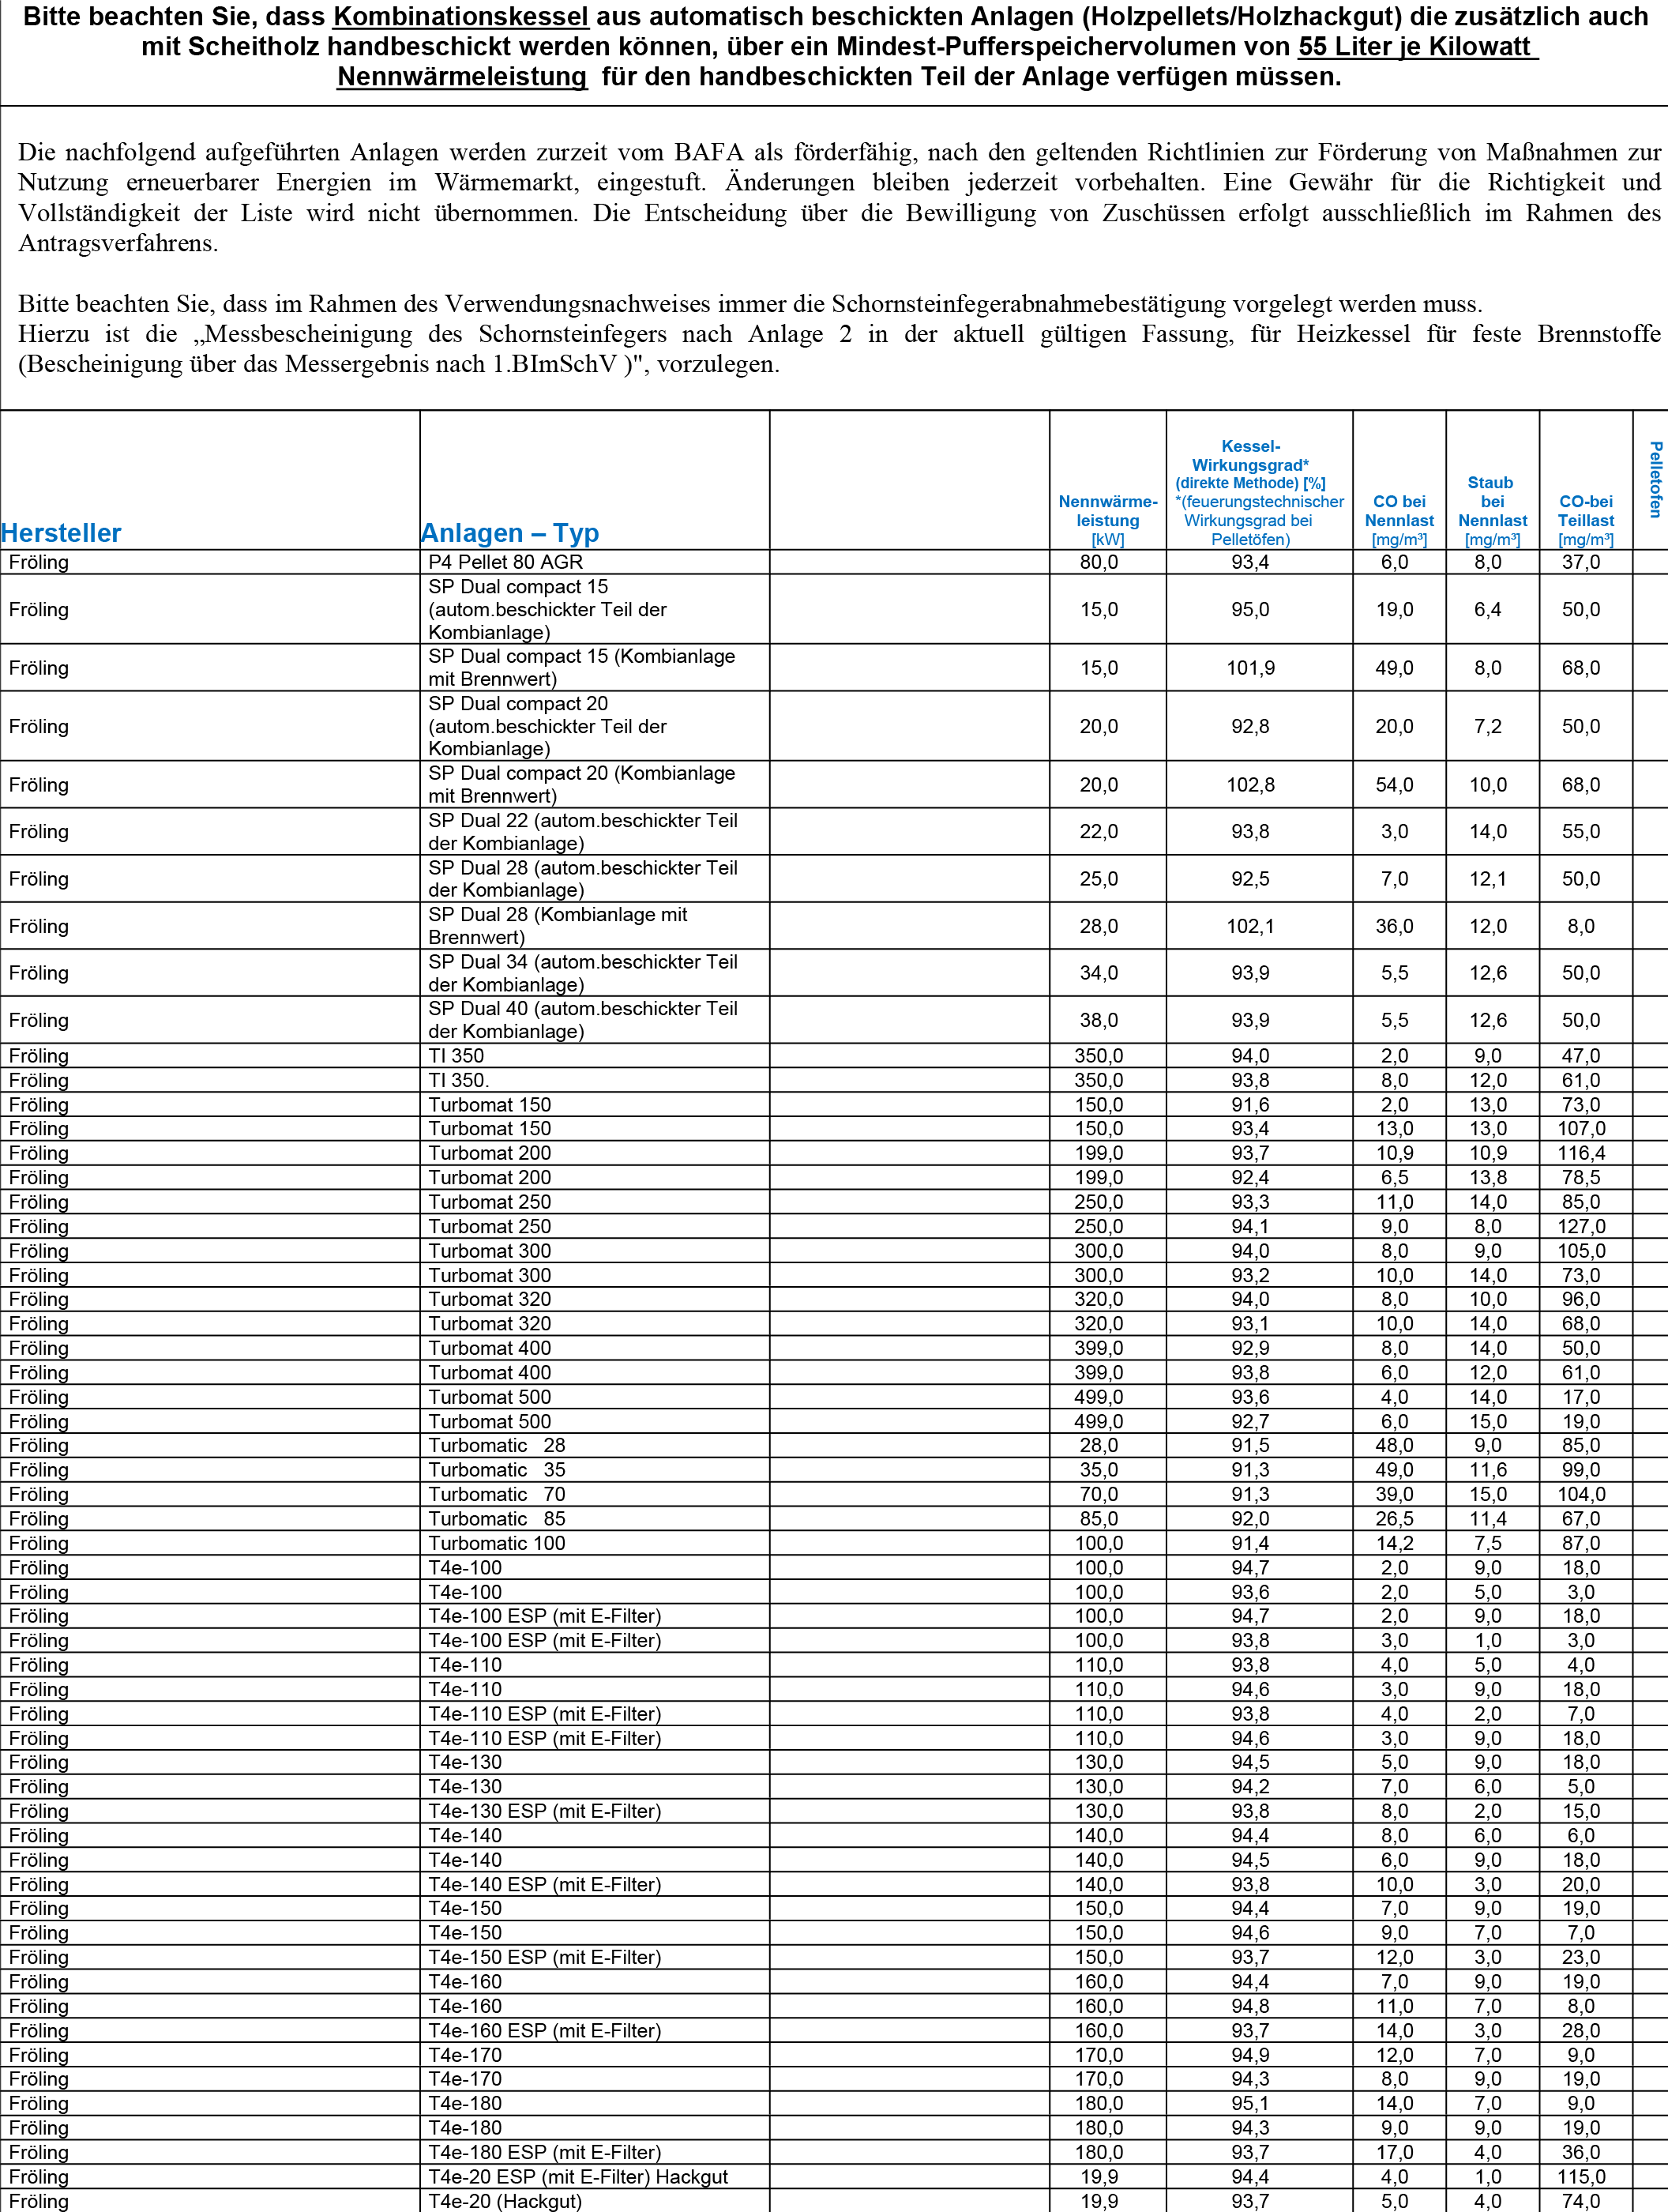 Bitte beachten Sie, dass Kombinationskessel aus automatisch beschickten Anlagen (Holzpellets/Holzhackgut) die zusätzlich auch
mit Scheitholz handbeschickt werden können, über ein Mindest-Pufferspeichervolumen von 55 Liter je Kilowatt
Nennwärmeleistung für den handbeschickten Teil der Anlage verfügen müssen.
Die nachfolgend aufgeführten Anlagen werden zurzeit vom BAFA als förderfähig, nach den geltenden Richtlinien zur Förderung von Maßnahmen zur
Nutzung erneuerbarer Energien im Wärmemarkt, eingestuft. Änderungen bleiben jederzeit vorbehalten. Eine Gewähr für die Richtigkeit und
Vollständigkeit der Liste wird nicht übernommen. Die Entscheidung über die Bewilligung von Zuschüssen erfolgt ausschließlich im Rahmen des
Antragsverfahrens.
Bitte beachten Sie, dass im Rahmen des Verwendungsnachweises immer die Schornsteinfegerabnahmebestätigung vorgelegt werden muss.
Hierzu ist die „Messbescheinigung des Schornsteinfegers nach Anlage 2 in der aktuell gültigen Fassung, für Heizkessel für feste Brennstoffe
(Bescheinigung über das Messergebnis nach 1.BImSchV )", vorzulegen.
Hersteller
Anlagen – Typ
Nennwärme-
leistung
[kW]
Kessel-
Wirkungsgrad*
(direkte Methode) [%]
*(feuerungstechnischer
Wirkungsgrad bei
Pelletöfen)
CO bei
Nennlast
[mg/m³]
Staub
bei
Nennlast
[mg/m³]
CO-bei
Teillast
[mg/m³]
Pelletofen
Fröling P4 Pellet 80 AGR 80,0 93,4 6,0 8,0 37,0
SP Dual compact 15
Fröling (autom.beschickter Teil der 15,0 95,0 19,0 6,4 50,0
Kombianlage)
SP Dual compact 15 (Kombianlage
Fröling mit Brennwert) 15,0 101,9 49,0 8,0 68,0
SP Dual compact 20
Fröling (autom.beschickter Teil der 20,0 92,8 20,0 7,2 50,0
Kombianlage)
SP Dual compact 20 (Kombianlage
Fröling mit Brennwert) 20,0 102,8 54,0 10,0 68,0
SP Dual 22 (autom.beschickter Teil
Fröling der Kombianlage) 22,0 93,8 3,0 14,0 55,0
SP Dual 28 (autom.beschickter Teil
Fröling der Kombianlage) 25,0 92,5 7,0 12,1 50,0
SP Dual 28 (Kombianlage mit
Fröling Brennwert) 28,0 102,1 36,0 12,0 8,0
SP Dual 34 (autom.beschickter Teil
Fröling der Kombianlage) 34,0 93,9 5,5 12,6 50,0
SP Dual 40 (autom.beschickter Teil
Fröling der Kombianlage) 38,0 93,9 5,5 12,6 50,0
Fröling TI 350 350,0 94,0 2,0 9,0 47,0
Fröling TI 350. 350,0 93,8 8,0 12,0 61,0
Fröling Turbomat 150 150,0 91,6 2,0 13,0 73,0
Fröling Turbomat 150 150,0 93,4 13,0 13,0 107,0
Fröling Turbomat 200 199,0 93,7 10,9 10,9 116,4
Fröling Turbomat 200 199,0 92,4 6,5 13,8 78,5
Fröling Turbomat 250 250,0 93,3 11,0 14,0 85,0
Fröling Turbomat 250 250,0 94,1 9,0 8,0 127,0
Fröling Turbomat 300 300,0 94,0 8,0 9,0 105,0
Fröling Turbomat 300 300,0 93,2 10,0 14,0 73,0
Fröling Turbomat 320 320,0 94,0 8,0 10,0 96,0
Fröling Turbomat 320 320,0 93,1 10,0 14,0 68,0
Fröling Turbomat 400 399,0 92,9 8,0 14,0 50,0
Fröling Turbomat 400 399,0 93,8 6,0 12,0 61,0
Fröling Turbomat 500 499,0 93,6 4,0 14,0 17,0
Fröling Turbomat 500 499,0 92,7 6,0 15,0 19,0
Fröling Turbomatic 28 28,0 91,5 48,0 9,0 85,0
Fröling Turbomatic 35 35,0 91,3 49,0 11,6 99,0
Fröling Turbomatic 70 70,0 91,3 39,0 15,0 104,0
Fröling Turbomatic 85 85,0 92,0 26,5 11,4 67,0
Fröling Turbomatic 100 100,0 91,4 14,2 7,5 87,0
Fröling T4e-100 100,0 94,7 2,0 9,0 18,0
Fröling T4e-100 100,0 93,6 2,0 5,0 3,0
Fröling T4e-100 ESP (mit E-Filter) 100,0 94,7 2,0 9,0 18,0
Fröling T4e-100 ESP (mit E-Filter) 100,0 93,8 3,0 1,0 3,0
Fröling T4e-110 110,0 93,8 4,0 5,0 4,0
Fröling T4e-110 110,0 94,6 3,0 9,0 18,0
Fröling T4e-110 ESP (mit E-Filter) 110,0 93,8 4,0 2,0 7,0
Fröling T4e-110 ESP (mit E-Filter) 110,0 94,6 3,0 9,0 18,0
Fröling T4e-130 130,0 94,5 5,0 9,0 18,0
Fröling T4e-130 130,0 94,2 7,0 6,0 5,0
Fröling T4e-130 ESP (mit E-Filter) 130,0 93,8 8,0 2,0 15,0
Fröling T4e-140 140,0 94,4 8,0 6,0 6,0
Fröling T4e-140 140,0 94,5 6,0 9,0 18,0
Fröling T4e-140 ESP (mit E-Filter) 140,0 93,8 10,0 3,0 20,0
Fröling T4e-150 150,0 94,4 7,0 9,0 19,0
Fröling T4e-150 150,0 94,6 9,0 7,0 7,0
Fröling T4e-150 ESP (mit E-Filter) 150,0 93,7 12,0 3,0 23,0
Fröling T4e-160 160,0 94,4 7,0 9,0 19,0
Fröling T4e-160 160,0 94,8 11,0 7,0 8,0
Fröling T4e-160 ESP (mit E-Filter) 160,0 93,7 14,0 3,0 28,0
Fröling T4e-170 170,0 94,9 12,0 7,0 9,0
Fröling T4e-170 170,0 94,3 8,0 9,0 19,0
Fröling T4e-180 180,0 95,1 14,0 7,0 9,0
Fröling T4e-180 180,0 94,3 9,0 9,0 19,0
Fröling T4e-180 ESP (mit E-Filter) 180,0 93,7 17,0 4,0 36,0
Fröling T4e-20 ESP (mit E-Filter) Hackgut 19,9 94,4 4,0 1,0 115,0
Fröling T4e-20 (Hackgut) 19,9 93,7 5,0 4,0 74,0